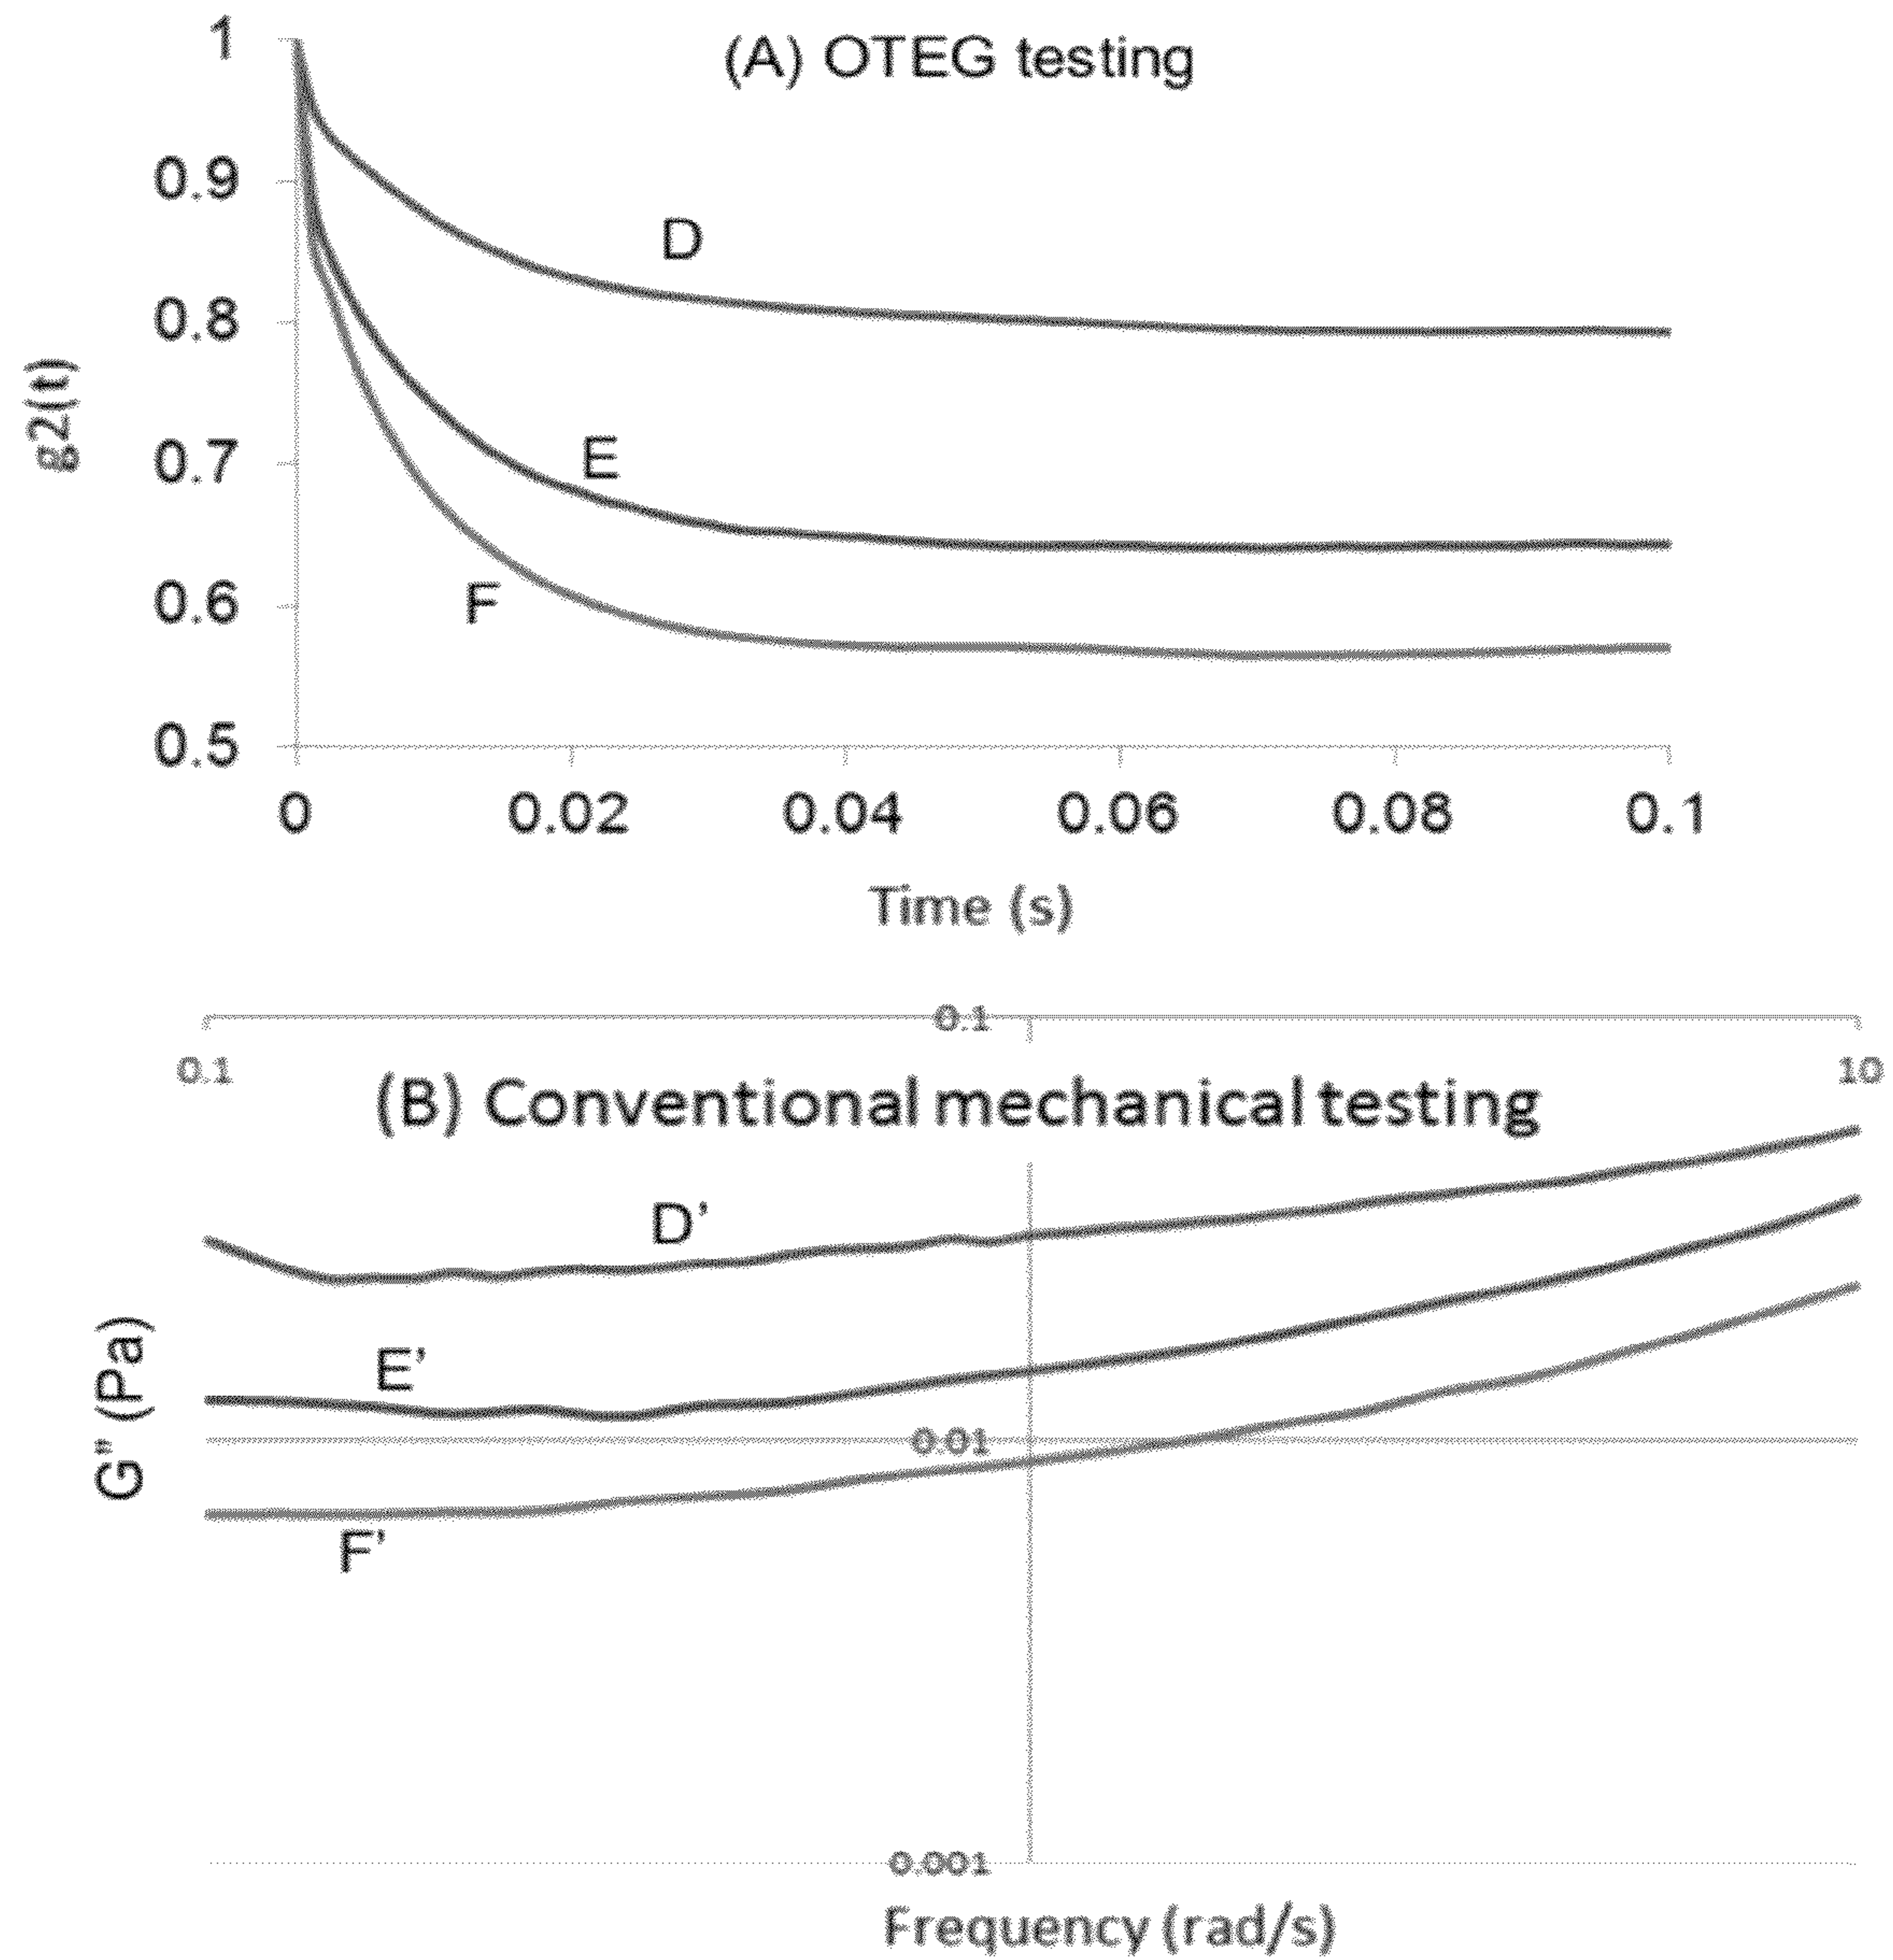 (A) OTEG testing
1
0.9
0.8
0.7
0.6
0.5
g2(t)
D
E
F
0 0.02 0.04 0.06 0.08 0.1
Time (s)
0.1
0.1 10
(B) Conventional mechanical testing
D’
E’
G" (Pa)
0.01
F’
0.001
Frequency (rad/s)